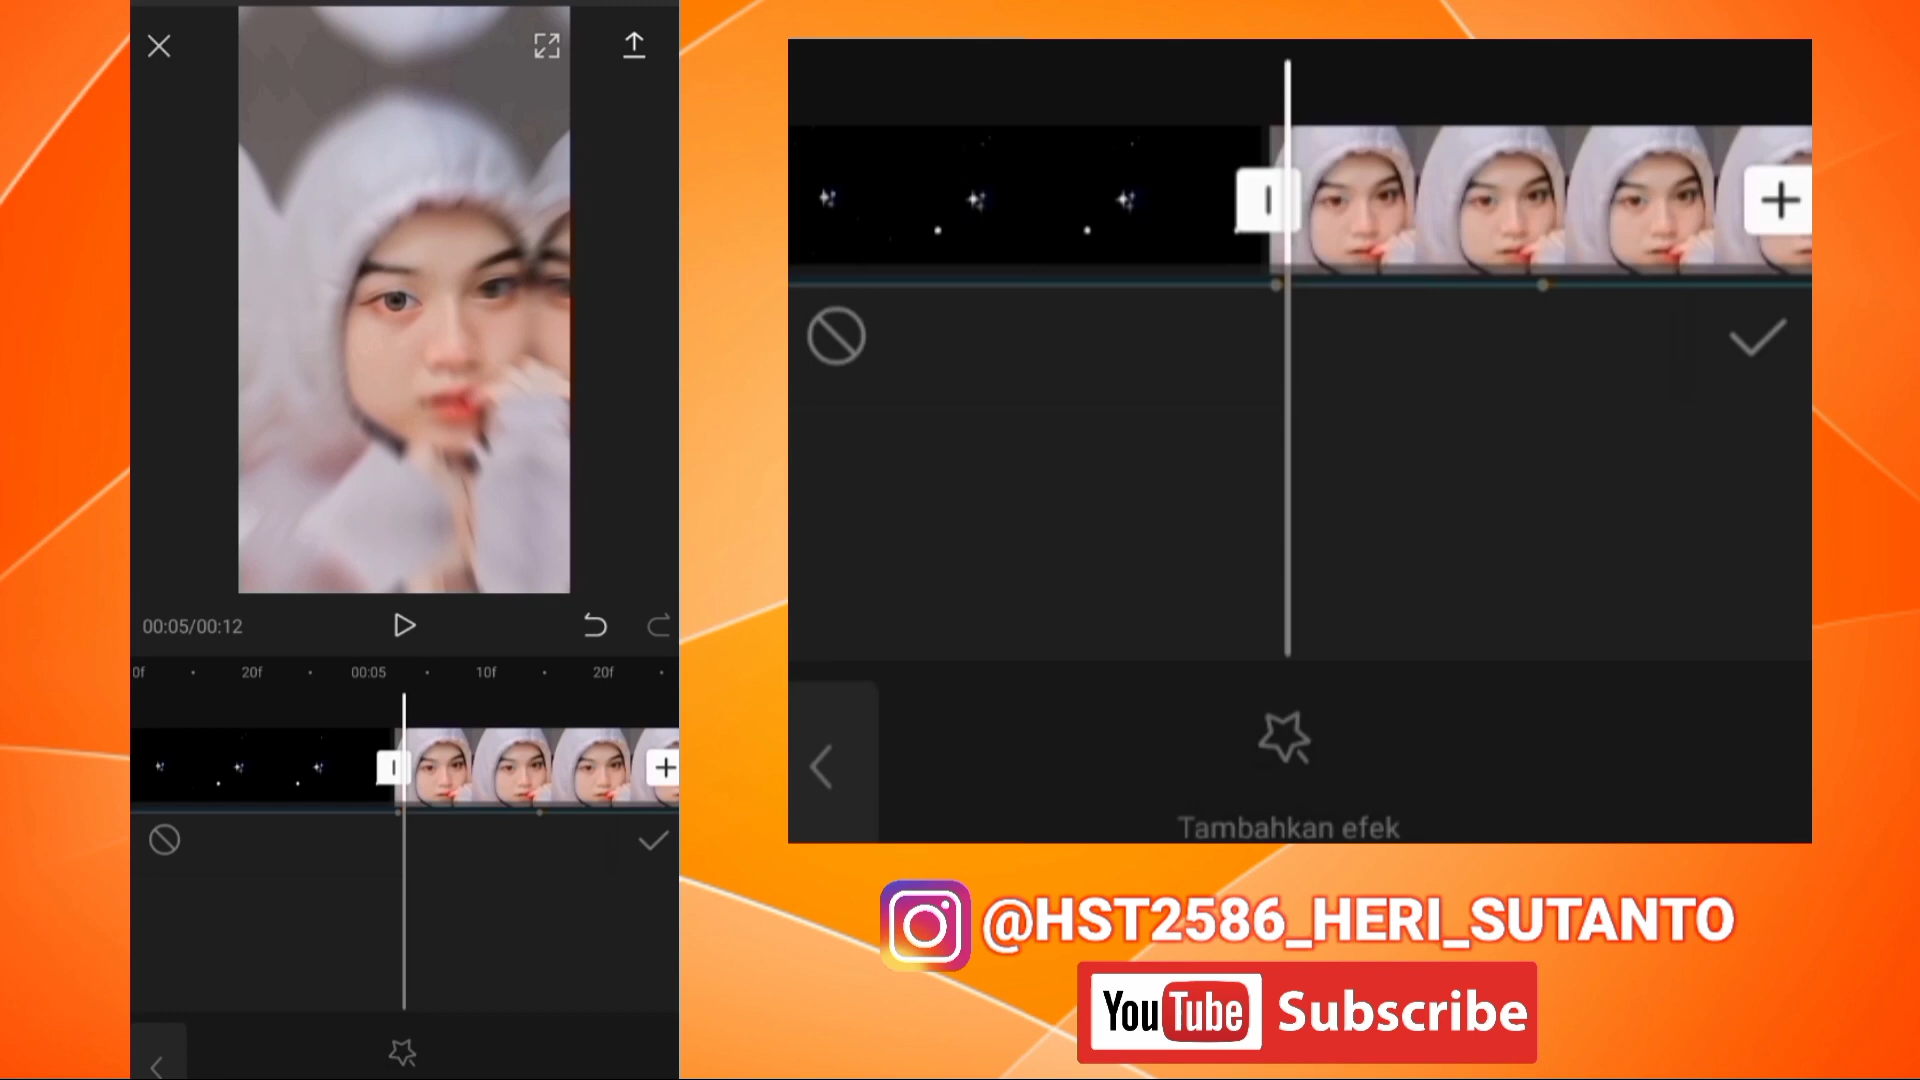 00:05/00:12
0f 20f 00:05 10f 20f
Tambahkan efek
@HST2586_HERI_SUTANTO
YouTube Subscribe